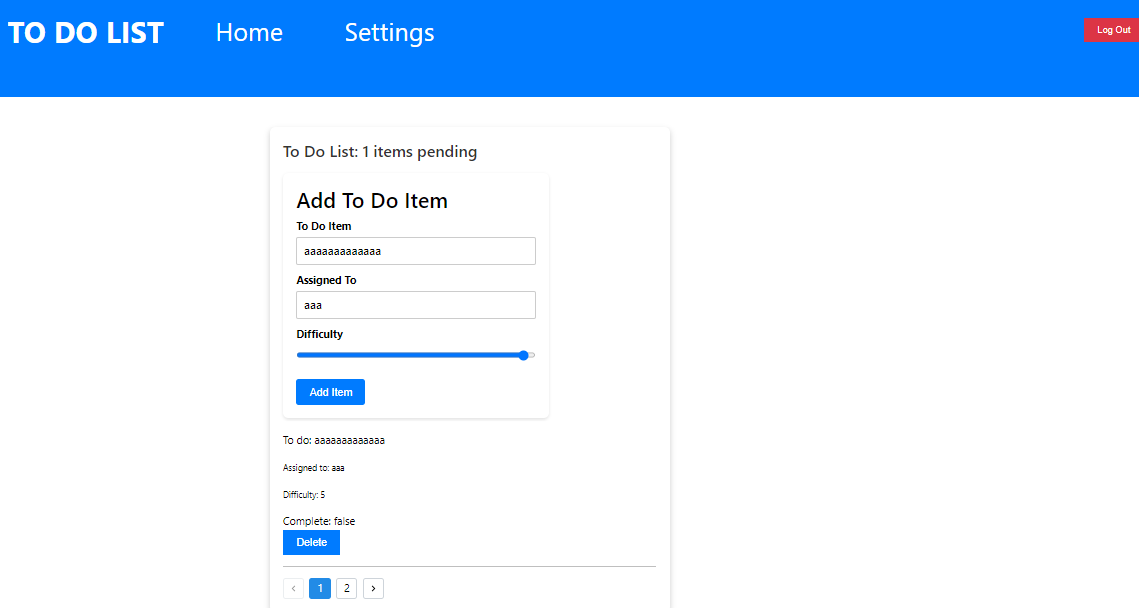 TO DO LIST Home Settings Log Out
To Do List: 1 items pending
Add To Do Item
To Do Item
aaaaaaaaaaaaa
Assigned To
aaa
Difficulty
Add Item
To do: aaaaaaaaaaaaa
Assigned to: aaa
Difficulty: 5
Complete: false
Delete
‹ 1 2 ›